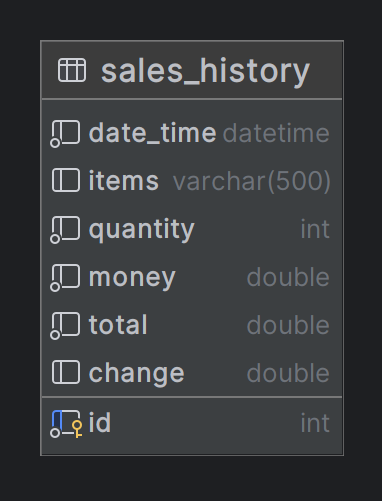 sales_history
date_time datetime
items varchar(500)
quantity int
money double
total double
change double
id int